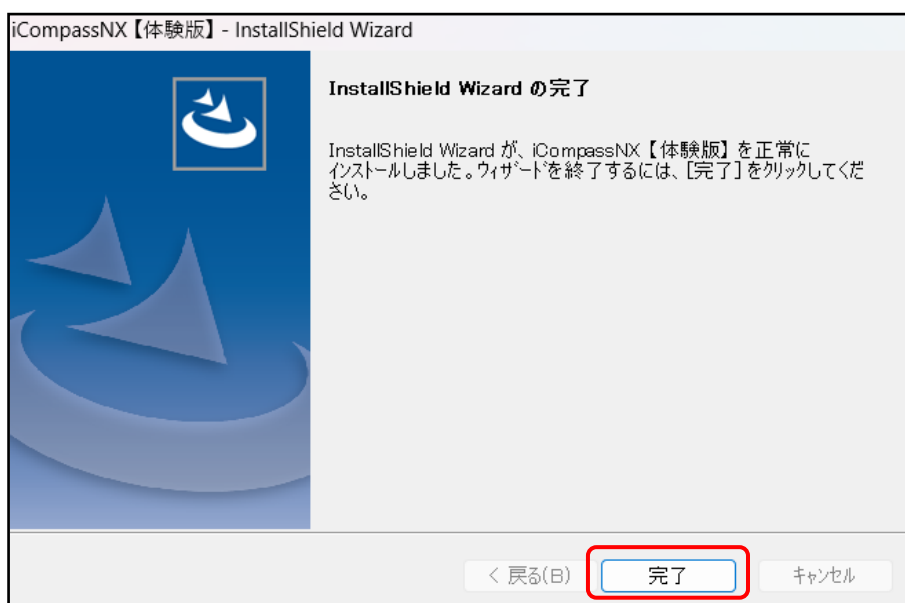 iCompassNX【体験版】 - InstallShield Wizard
InstallShield Wizard の完了
InstallShield Wizard が、iCompassNX【体験版】を正常に
インストールしました。ウィザードを終了するには、[完了]をクリックしてくだ
さい。
< 戻る(B)
完了
キャンセル